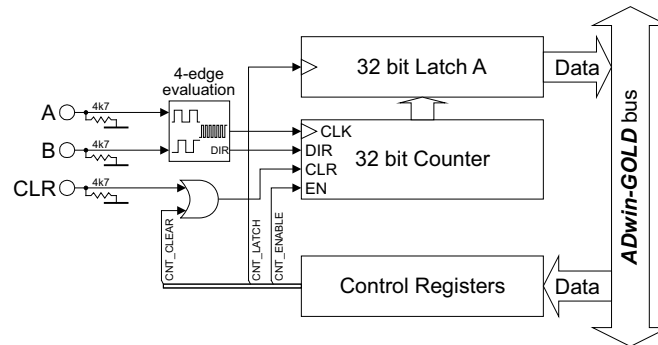 32 bit Latch A
Data
4-edge
evaluation
A
4k7
CLK
B
4k7
DIR
DIR
32 bit Counter
CLR
4k7
CLR
EN
CNT_CLEAR
CNT_LATCH
CNT_ENABLE
Control Registers
Data
ADwin-GOLD bus